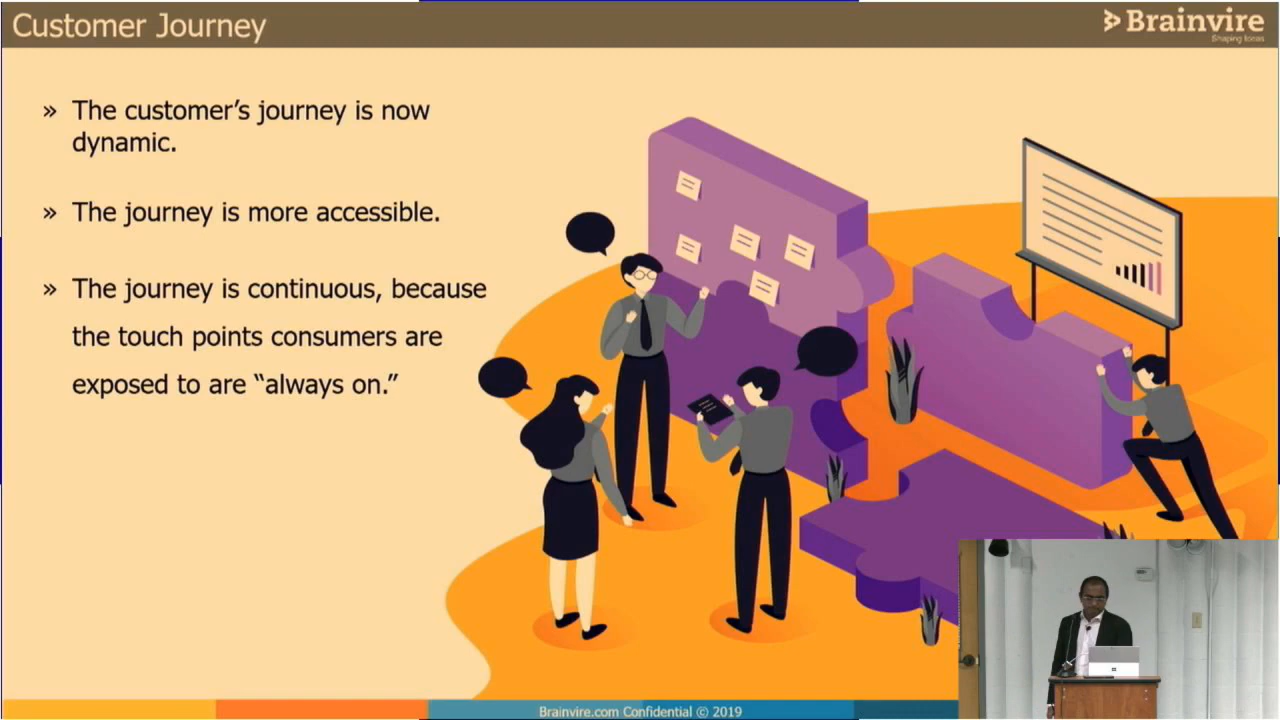 Customer Journey
Brainvire
Shaping Ideas
» The customer’s journey is now
dynamic.
» The journey is more accessible.
» The journey is continuous, because
the touch points consumers are
exposed to are “always on.”
Brainvire.com Confidential © 2019